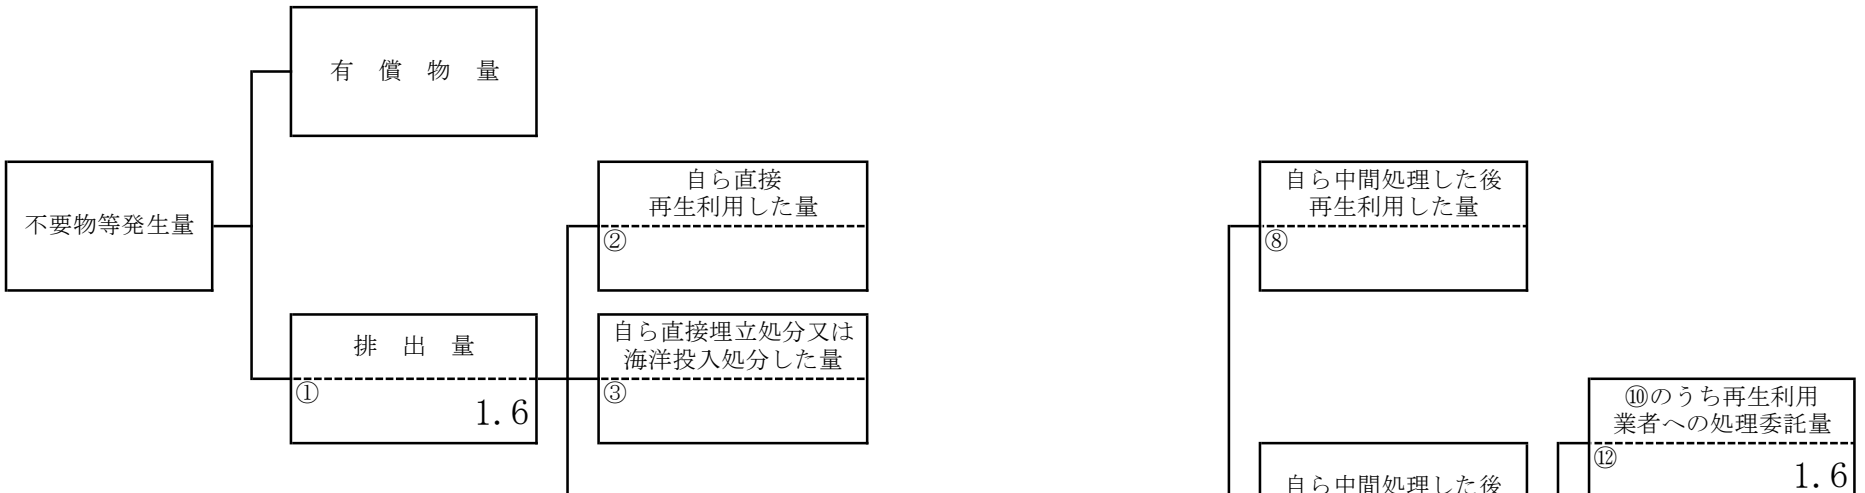 有 償 物 量
不要物等発生量
自ら直接
再生利用した量
②
自ら中間処理した後
再生利用した量
⑧
排 出 量
①
1.6
自ら直接埋立処分又は
海洋投入処分した量
③
⑩のうち再生利用
業者への処理委託量
⑫
1.6
自ら中間処理した後